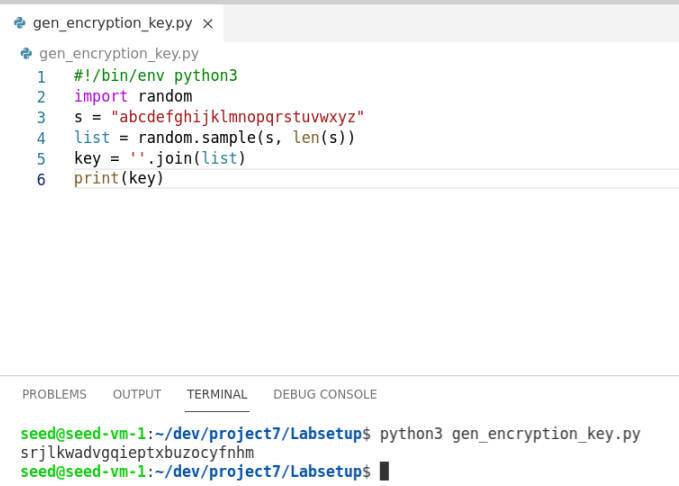 gen_encryption_key.py ×
gen_encryption_key.py
1 #!/bin/env python3
2 import random
3 s = "abcdefghijklmnopqrstuvwxyz"
4 list = random.sample(s, len(s))
5 key = ''.join(list)
6 print(key)
PROBLEMS OUTPUT TERMINAL DEBUG CONSOLE
seed@seed-vm-1:~/dev/project7/Labsetup$ python3 gen_encryption_key.py
srjlkwadvgqieptxbuzocyfnhm
seed@seed-vm-1:~/dev/project7/Labsetup$